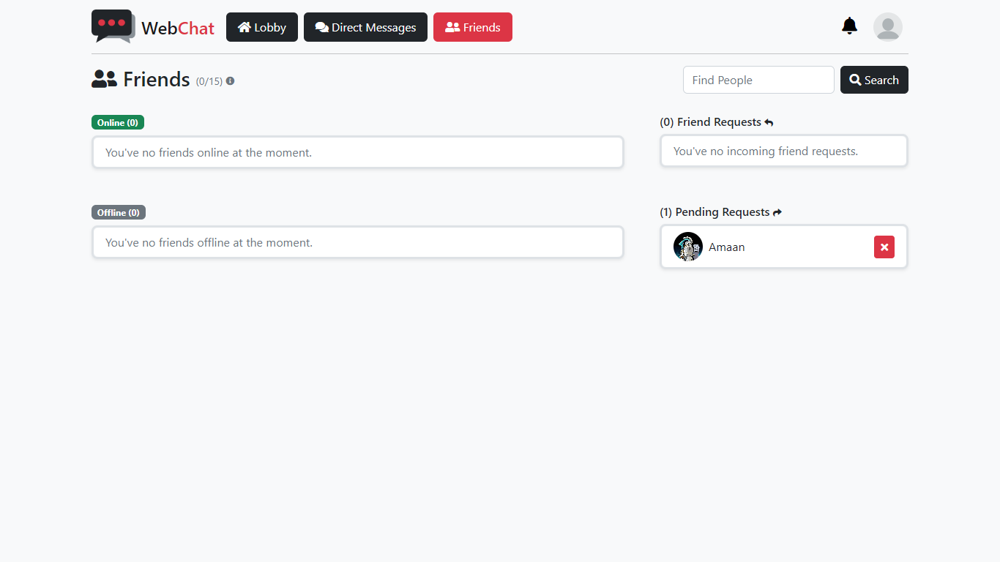 WebChat
Lobby
Direct Messages
Friends
Friends (0/15)
Find People
Search
Online (0)
You've no friends online at the moment.
Offline (0)
You've no friends offline at the moment.
(0) Friend Requests
You've no incoming friend requests.
(1) Pending Requests
Amaan